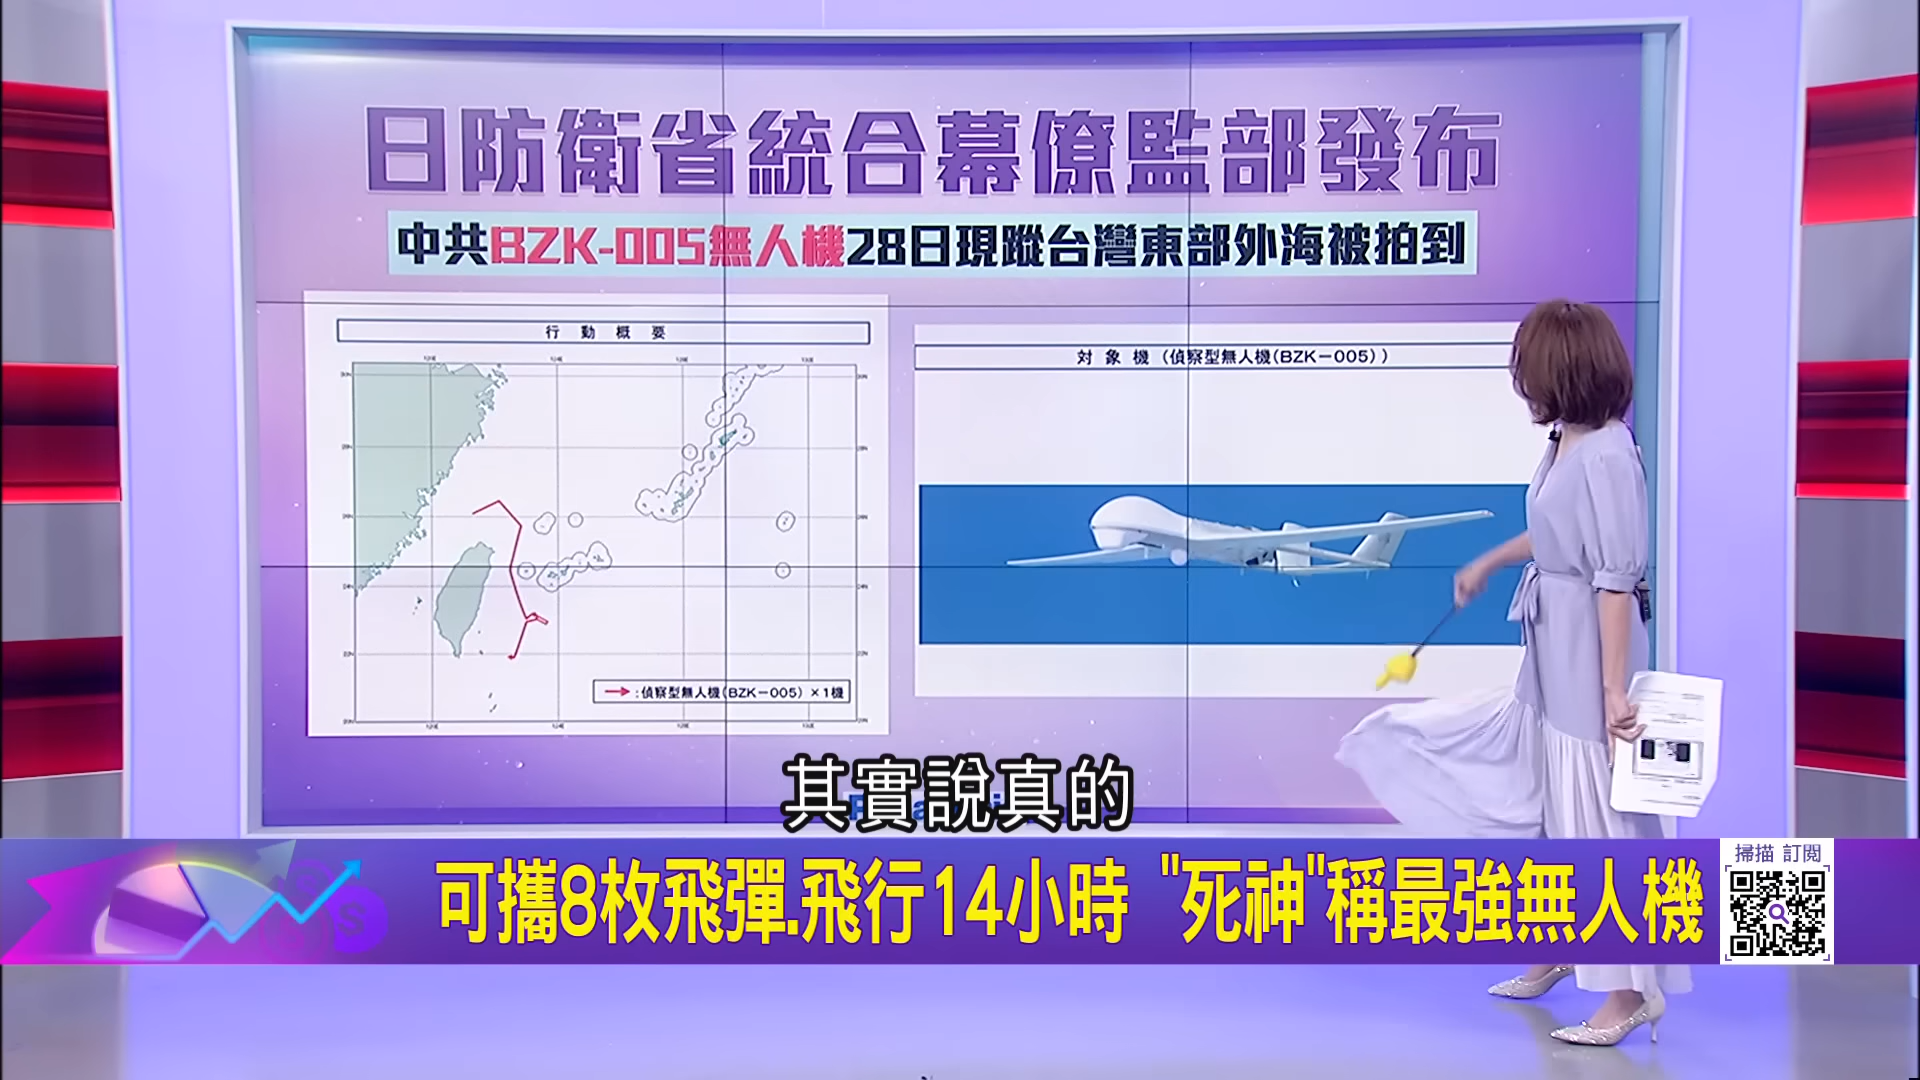 日防衛省統合幕僚監部發布
中共BZK-005無人機28日現蹤台灣東部外海被拍到
行 動 概 要
対 象 機 (偵察型無人機(BZK-005))
:偵察型無人機(BZK-005) ×1機
其實說真的
可攜8枚飛彈.飛行14小時 "死神"稱最強無人機
掃描 訂閱